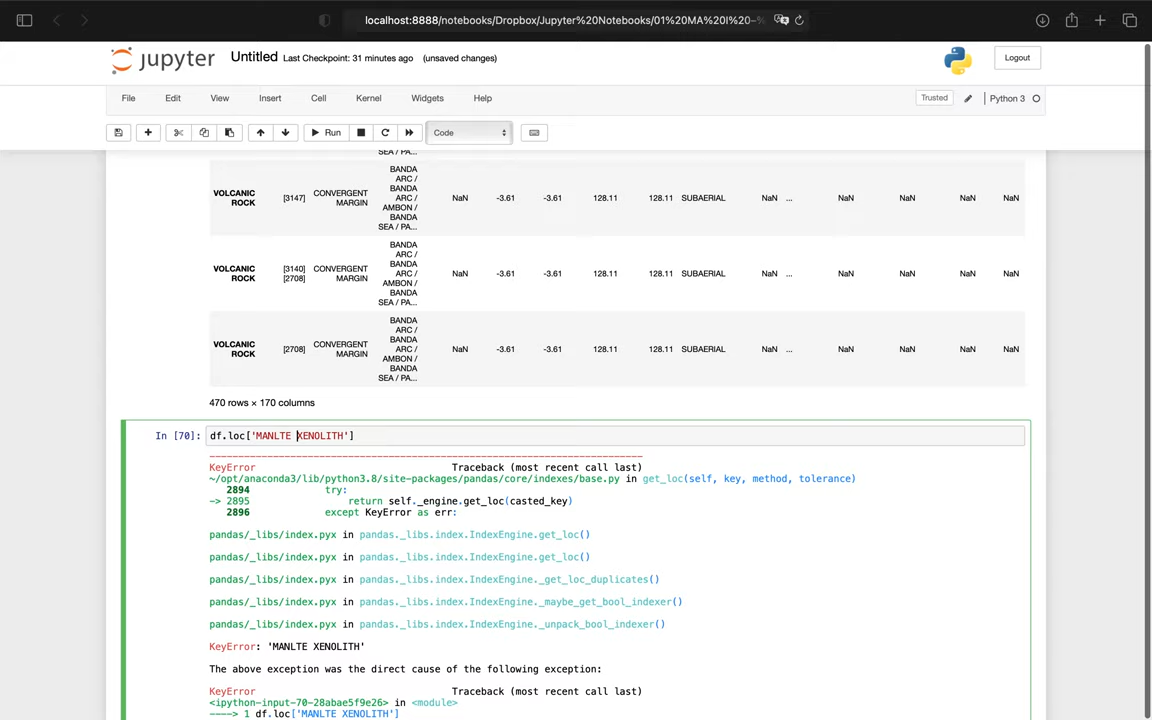 localhost:8888/notebooks/Dropbox/Jupyter%20Notebooks/01%20MA%20I%20-%
jupyter Untitled Last Checkpoint: 31 minutes ago (unsaved changes) Logout
File Edit View Insert Cell Kernel Widgets Help Trusted Python 3
Run Code
SEA / PA...
BANDA
ARC /
VOLCANIC ROCK [3147] CONVERGENT MARGIN BANDA ARC / NaN -3.61 -3.61 128.11 128.11 SUBAERIAL NaN ... NaN NaN NaN NaN
AMBON /
BANDA
SEA / PA...
BANDA
ARC /
VOLCANIC ROCK [3140] [2708] CONVERGENT MARGIN BANDA ARC / NaN -3.61 -3.61 128.11 128.11 SUBAERIAL NaN ... NaN NaN NaN NaN
AMBON /
BANDA
SEA / PA...
BANDA
ARC /
VOLCANIC ROCK [2708] CONVERGENT MARGIN BANDA ARC / NaN -3.61 -3.61 128.11 128.11 SUBAERIAL NaN ... NaN NaN NaN NaN
AMBON /
BANDA
SEA / PA...
470 rows × 170 columns
In [70]: df.loc['MANLTE XENOLITH']
KeyError Traceback (most recent call last)
~/opt/anaconda3/lib/python3.8/site-packages/pandas/core/indexes/base.py in get_loc(self, key, method, tolerance)
2894 try:
-> 2895 return self._engine.get_loc(casted_key)
2896 except KeyError as err:
pandas/_libs/index.pyx in pandas._libs.index.IndexEngine.get_loc()
pandas/_libs/index.pyx in pandas._libs.index.IndexEngine.get_loc()
pandas/_libs/index.pyx in pandas._libs.index.IndexEngine._get_loc_duplicates()
pandas/_libs/index.pyx in pandas._libs.index.IndexEngine._maybe_get_bool_indexer()
pandas/_libs/index.pyx in pandas._libs.index.IndexEngine._unpack_bool_indexer()
KeyError: 'MANLTE XENOLITH'
The above exception was the direct cause of the following exception:
KeyError Traceback (most recent call last)
<ipython-input-70-28abae5f9e26> in <module>
----> 1 df.loc['MANLTE XENOLITH']